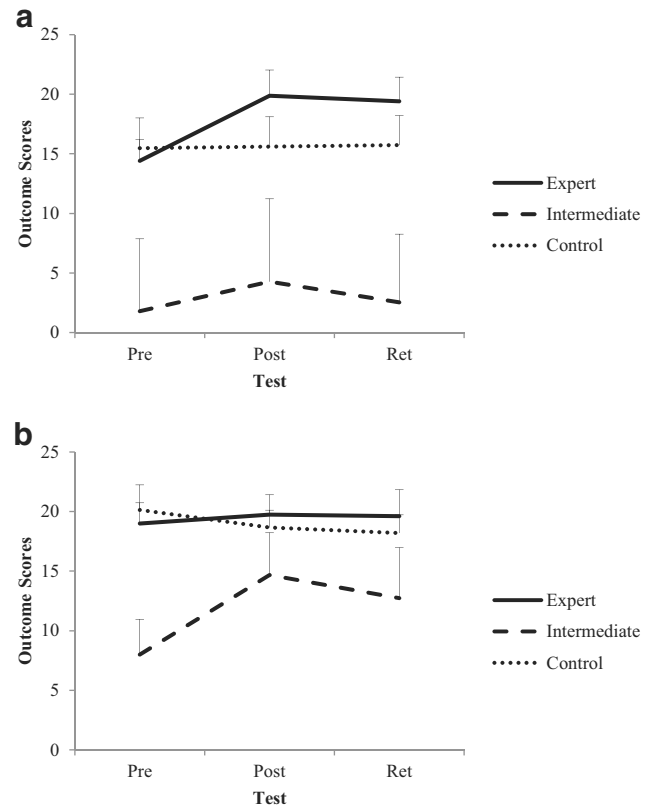 a
25
20
15
10
5
0
Outcome Scores
Pre Post Ret
Test
Expert
Intermediate
Control
b
25
20
15
10
5
0
Outcome Scores
Pre Post Ret
Test
Expert
Intermediate
Control